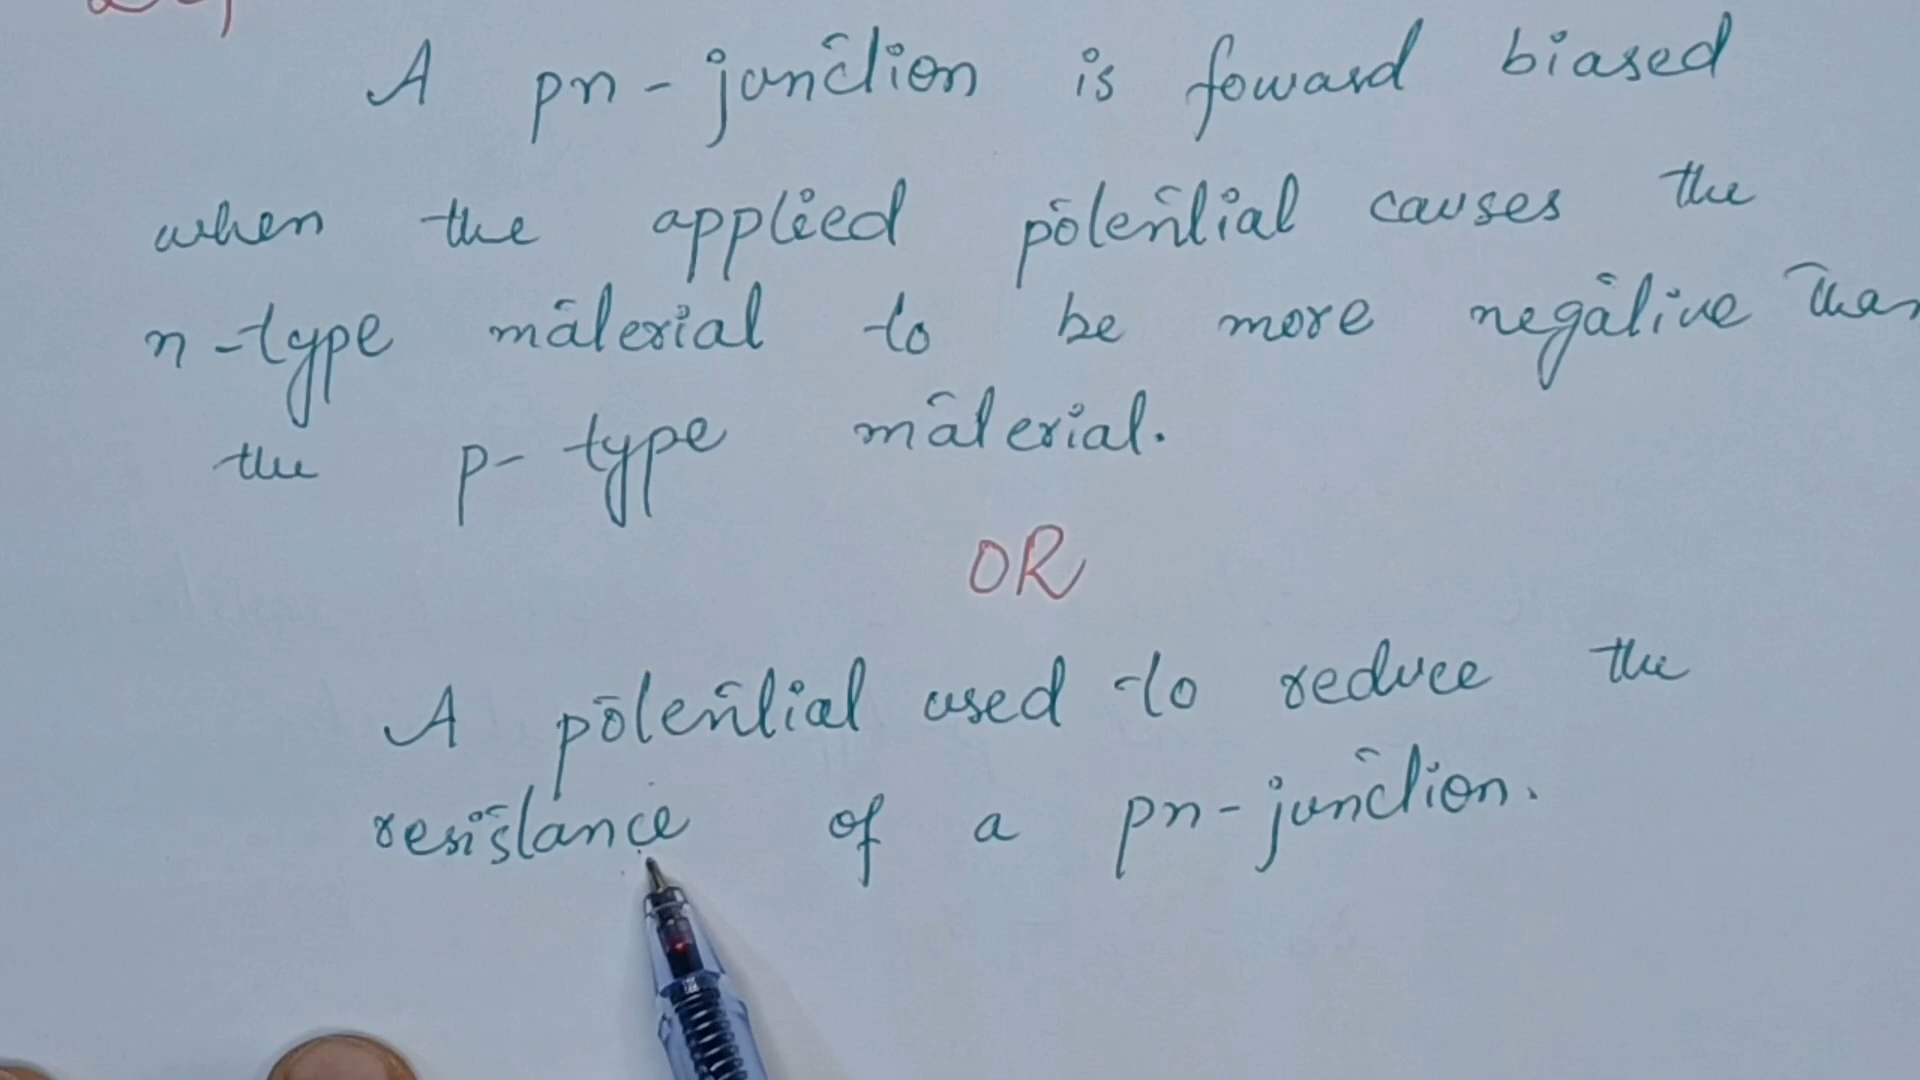 A pn-junction is foward biased
when the applied potential causes the
n-type material to be more negative than
the p-type material.
OR
A potential used to reduce the
resistance of a pn-junction.